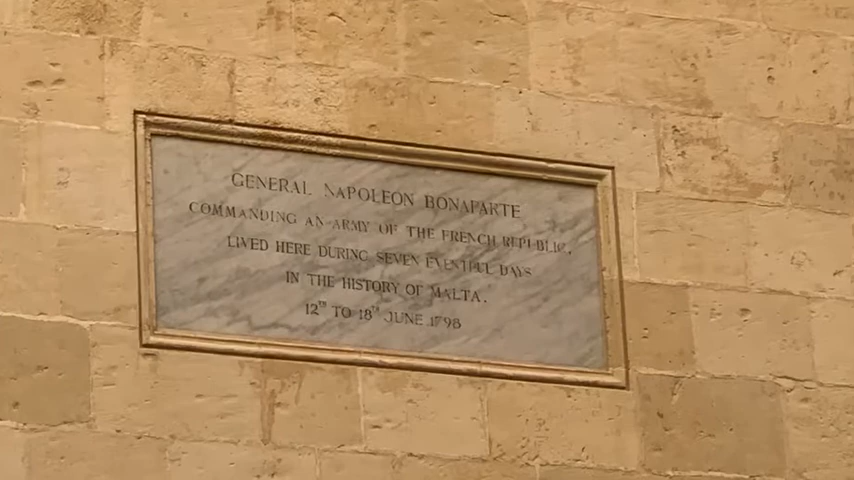 GENERAL NAPOLEON BONAPARTE
COMMANDING AN ARMY OF THE FRENCH REPUBLIC,
LIVED HERE DURING SEVEN EVENTFUL DAYS
IN THE HISTORY OF MALTA.
12TH TO 18TH JUNE 1798